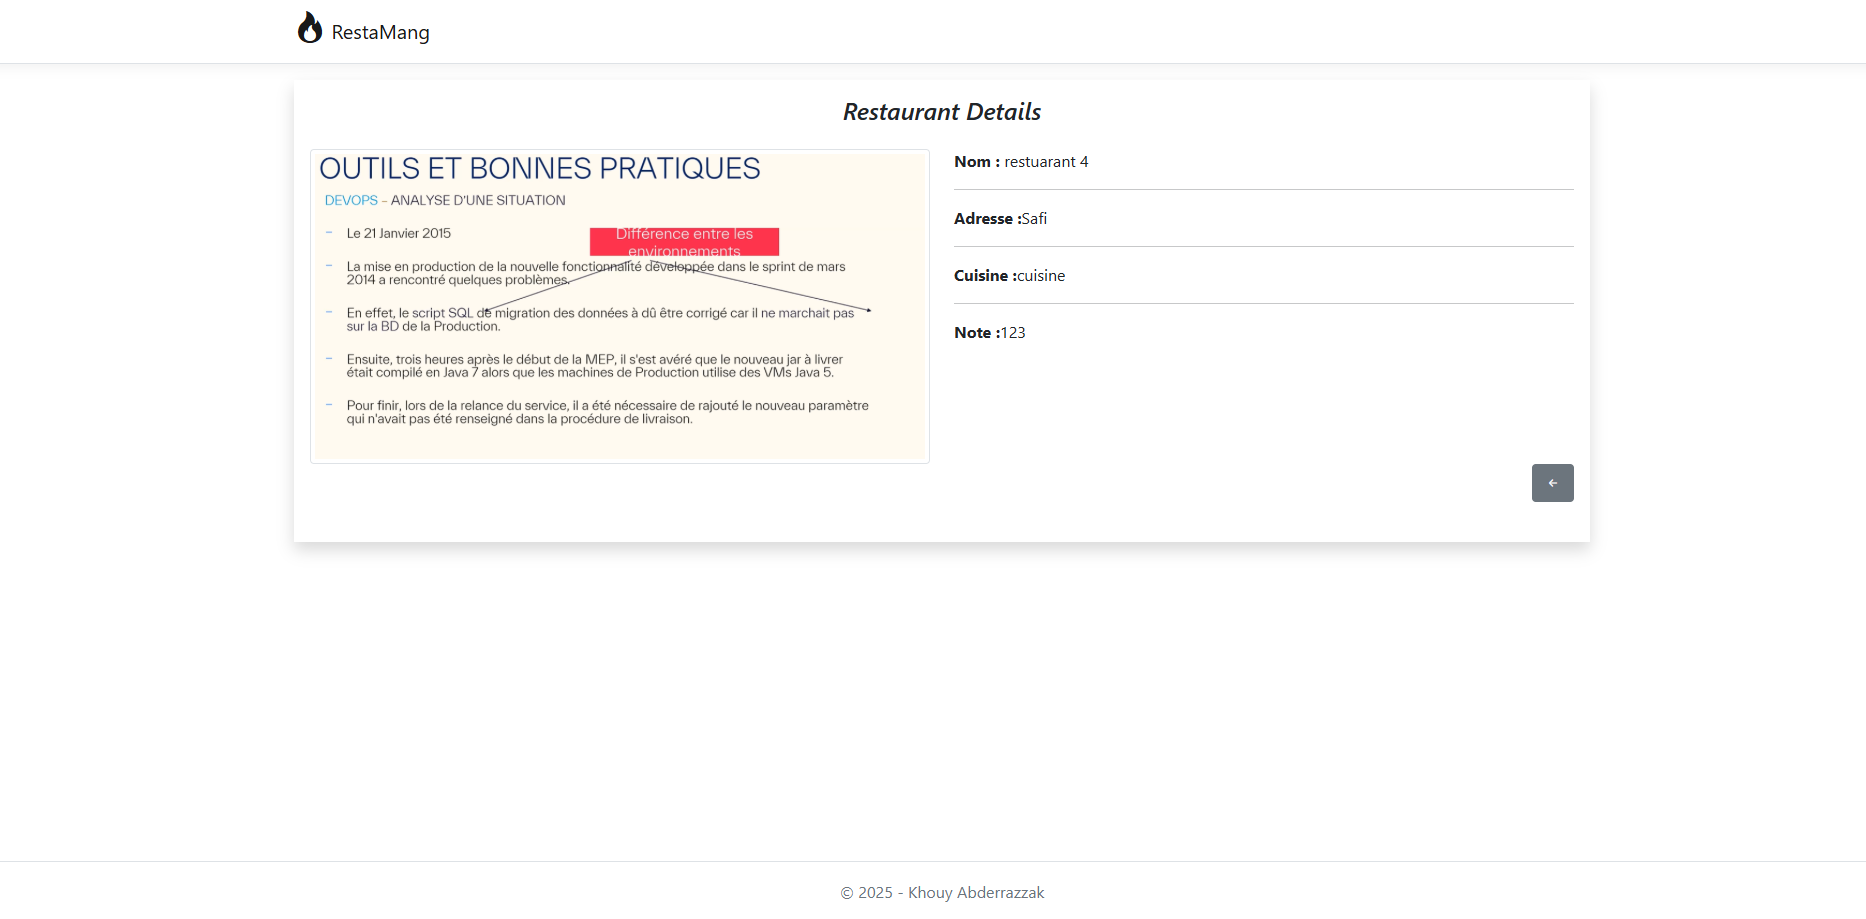 RestaMang
Restaurant Details
OUTILS ET BONNES PRATIQUES
DEVOPS - ANALYSE D'UNE SITUATION
- Le 21 Janvier 2015
Différence entre les
environnements
- La mise en production de la nouvelle fonctionnalité développée dans le sprint de mars
2014 a rencontré quelques problèmes.
- En effet, le script SQL de migration des données à dû être corrigé car il ne marchait pas
sur la BD de la Production.
- Ensuite, trois heures après le début de la MEP, il s'est avéré que le nouveau jar à livrer
était compilé en Java 7 alors que les machines de Production utilise des VMs Java 5.
- Pour finir, lors de la relance du service, il a été nécessaire de rajouté le nouveau paramètre
qui n'avait pas été renseigné dans la procédure de livraison.
Nom : restuarant 4
Adresse :Safi
Cuisine :cuisine
Note :123
© 2025 - Khouy Abderrazzak